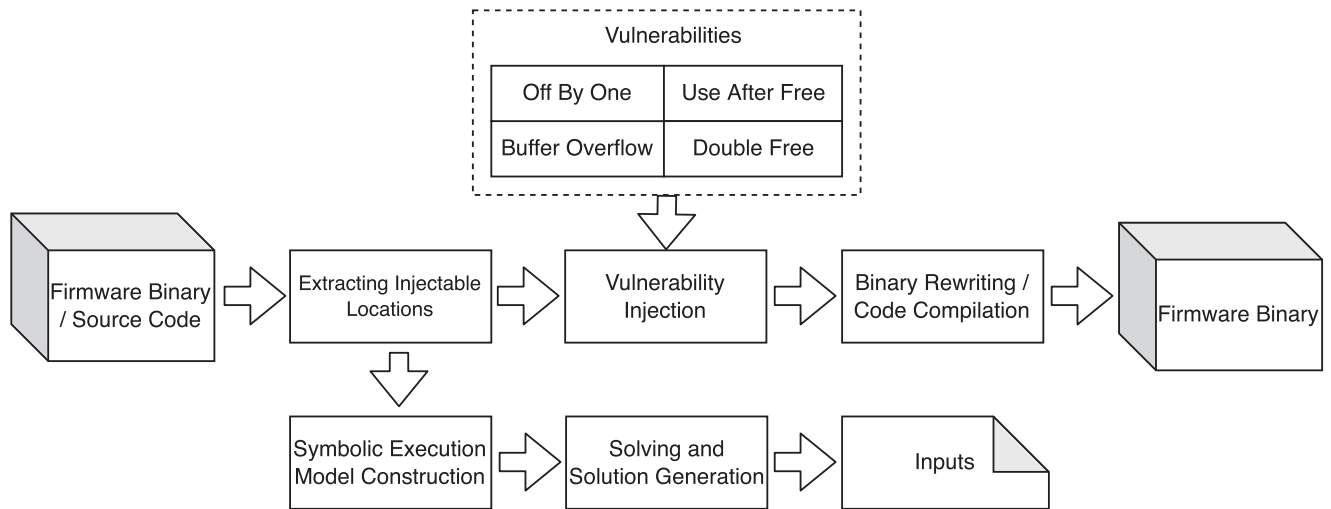 Vulnerabilities
Off By One
Use After Free
Buffer Overflow
Double Free
Firmware Binary
/ Source Code
Extracting Injectable
Locations
Vulnerability
Injection
Binary Rewriting /
Code Compilation
Firmware Binary
Symbolic Execution
Model Construction
Solving and
Solution Generation
Inputs